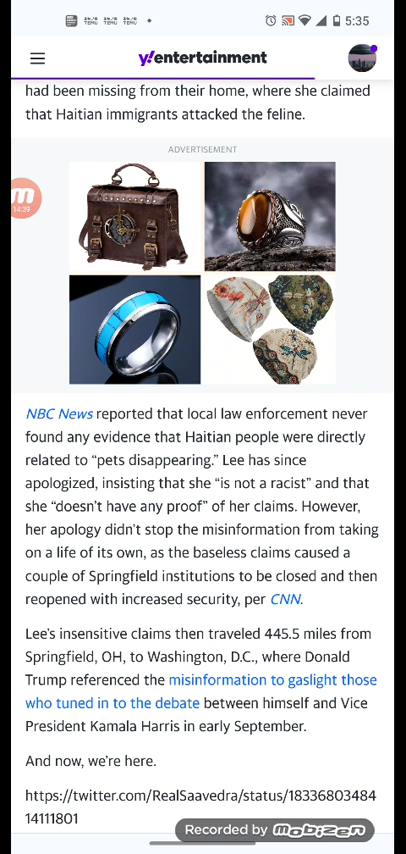 5:35
y!entertainment
had been missing from their home, where she claimed
that Haitian immigrants attacked the feline.
ADVERTISEMENT
14:39
NBC News reported that local law enforcement never
found any evidence that Haitian people were directly
related to “pets disappearing.” Lee has since
apologized, insisting that she “is not a racist” and that
she “doesn’t have any proof” of her claims. However,
her apology didn’t stop the misinformation from taking
on a life of its own, as the baseless claims caused a
couple of Springfield institutions to be closed and then
reopened with increased security, per CNN.
Lee’s insensitive claims then traveled 445.5 miles from
Springfield, OH, to Washington, D.C., where Donald
Trump referenced the misinformation to gaslight those
who tuned in to the debate between himself and Vice
President Kamala Harris in early September.
And now, we’re here.
https://twitter.com/RealSaavedra/status/18336803484
14111801
Recorded by mobizen